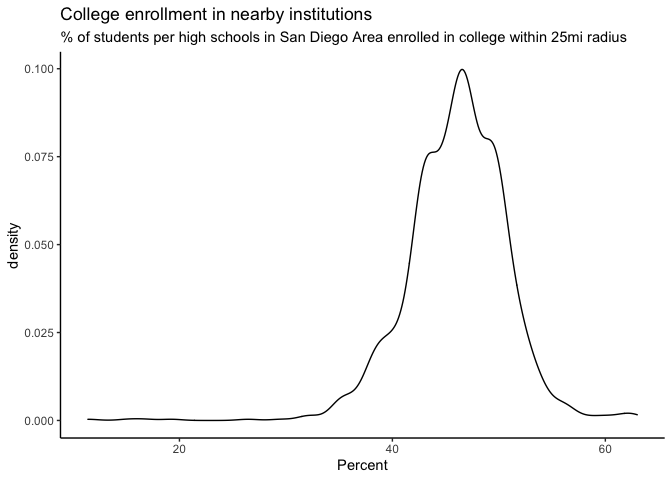 College enrollment in nearby institutions
% of students per high schools in San Diego Area enrolled in college within 25mi radius
0.100
0.075
0.050
0.025
0.000
density
20
40
60
Percent